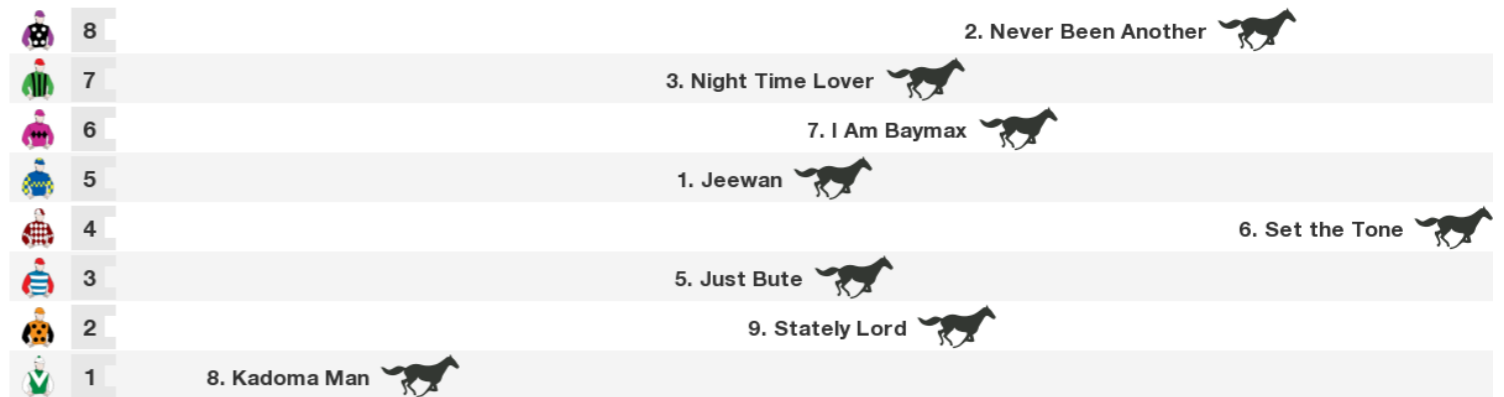 8 2. Never Been Another
7 3. Night Time Lover
6 7. I Am Baymax
5 1. Jeewan
4 6. Set the Tone
3 5. Just Bute
2 9. Stately Lord
1 8. Kadoma Man